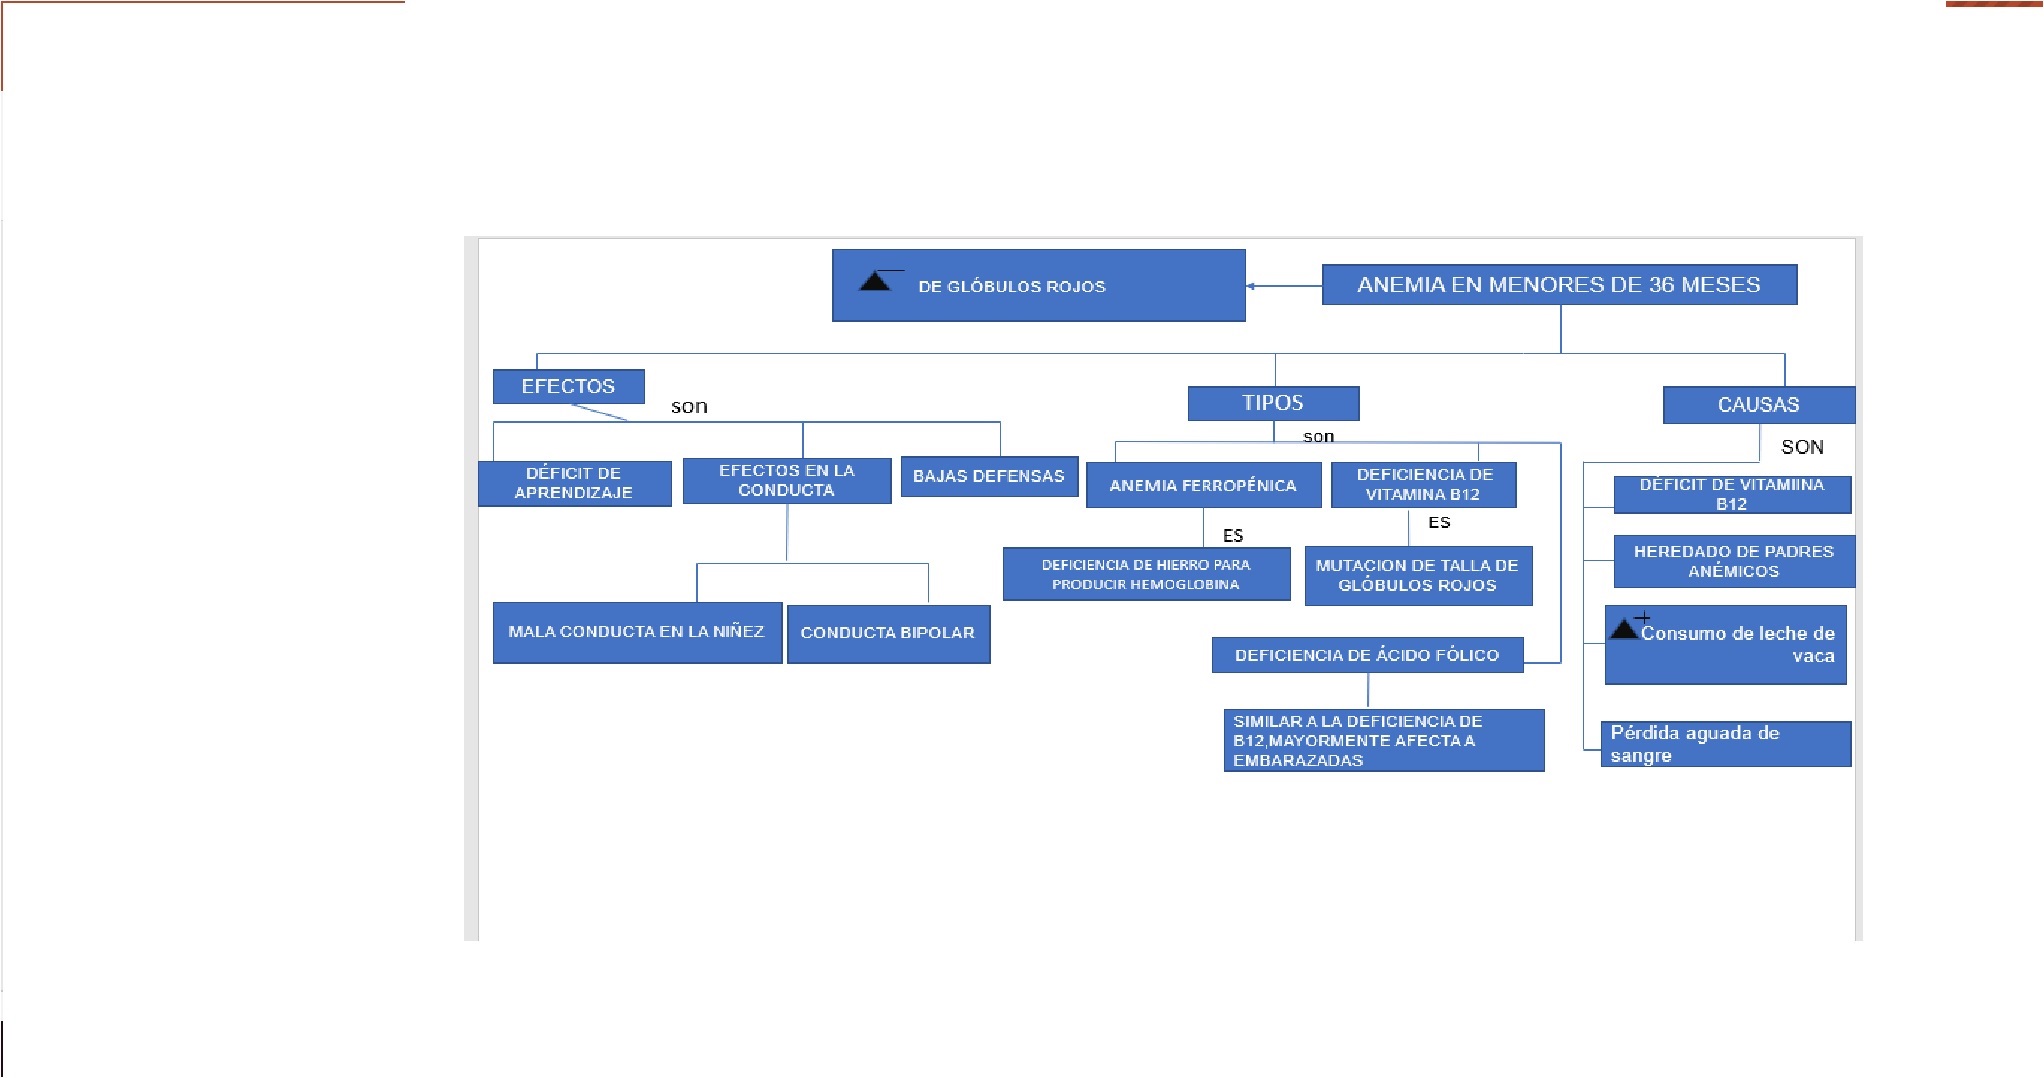 DE GLÓBULOS ROJOS
ANEMIA EN MENORES DE 36 MESES
EFECTOS
son
DÉFICIT DE
APRENDIZAJE
EFECTOS EN LA
CONDUCTA
BAJAS DEFENSAS
MALA CONDUCTA EN LA NIÑEZ
CONDUCTA BIPOLAR
TIPOS
son
ANEMIA FERROPÉNICA
ES
DEFICIENCIA DE HIERRO PARA
PRODUCIR HEMOGLOBINA
DEFICIENCIA DE
VITAMINA B12
ES
MUTACION DE TALLA DE
GLÓBULOS ROJOS
DEFICIENCIA DE ÁCIDO FÓLICO
SIMILAR A LA DEFICIENCIA DE
B12,MAYORMENTE AFECTA A
EMBARAZADAS
CAUSAS
SON
DÉFICIT DE VITAMIINA
B12
HEREDADO DE PADRES
ANÉMICOS
+
Consumo de leche de
vaca
Pérdida aguada de
sangre